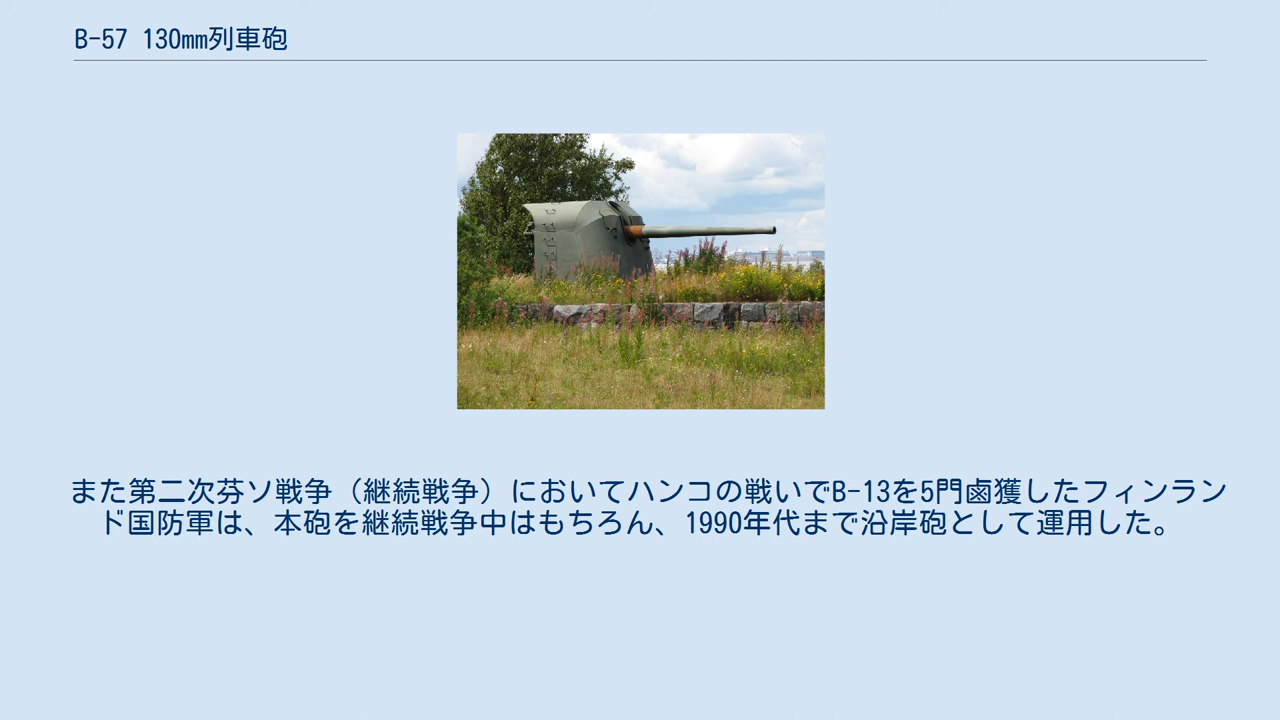 B-57 130mm列車砲
また第二次芬ソ戦争（継続戦争）においてハンコの戦いでB-13を5門鹵獲したフィンラン
ド国防軍は、本砲を継続戦争中はもちろん、1990年代まで沿岸砲として運用した。